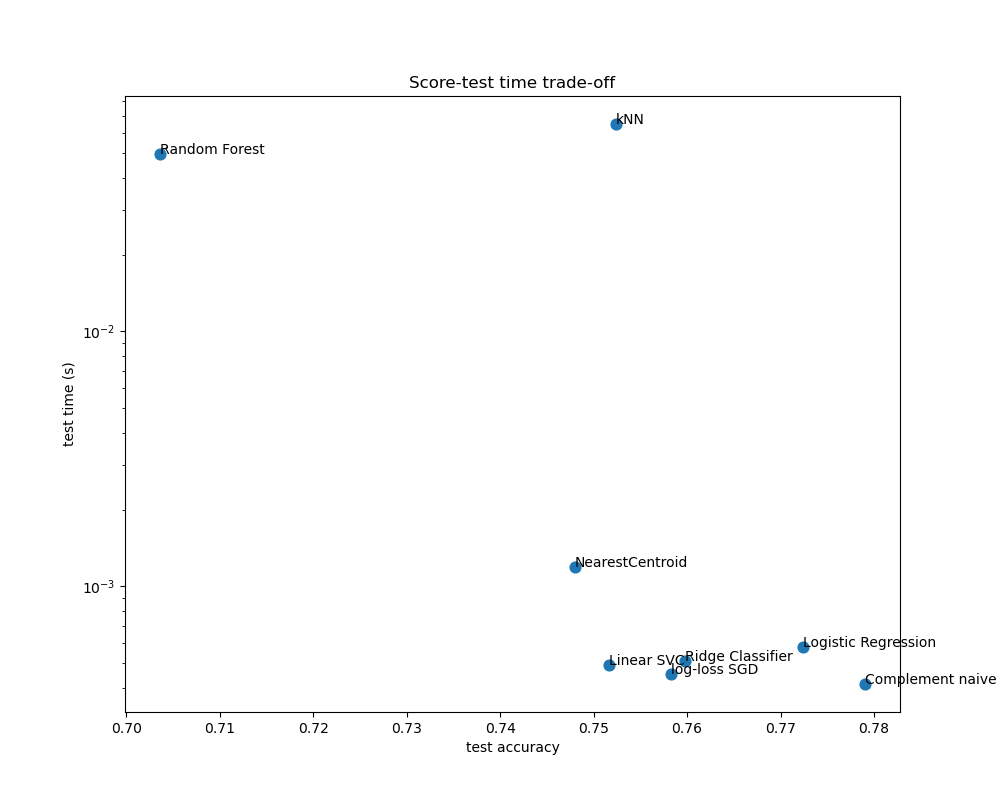 Score-test time trade-off
kNN
Random Forest
10⁻²
test time (s)
NearestCentroid
10⁻³
Logistic Regression
Ridge Classifier
Linear SVC
log-loss SGD
Complement naive
0.70 0.71 0.72 0.73 0.74 0.75 0.76 0.77 0.78
test accuracy